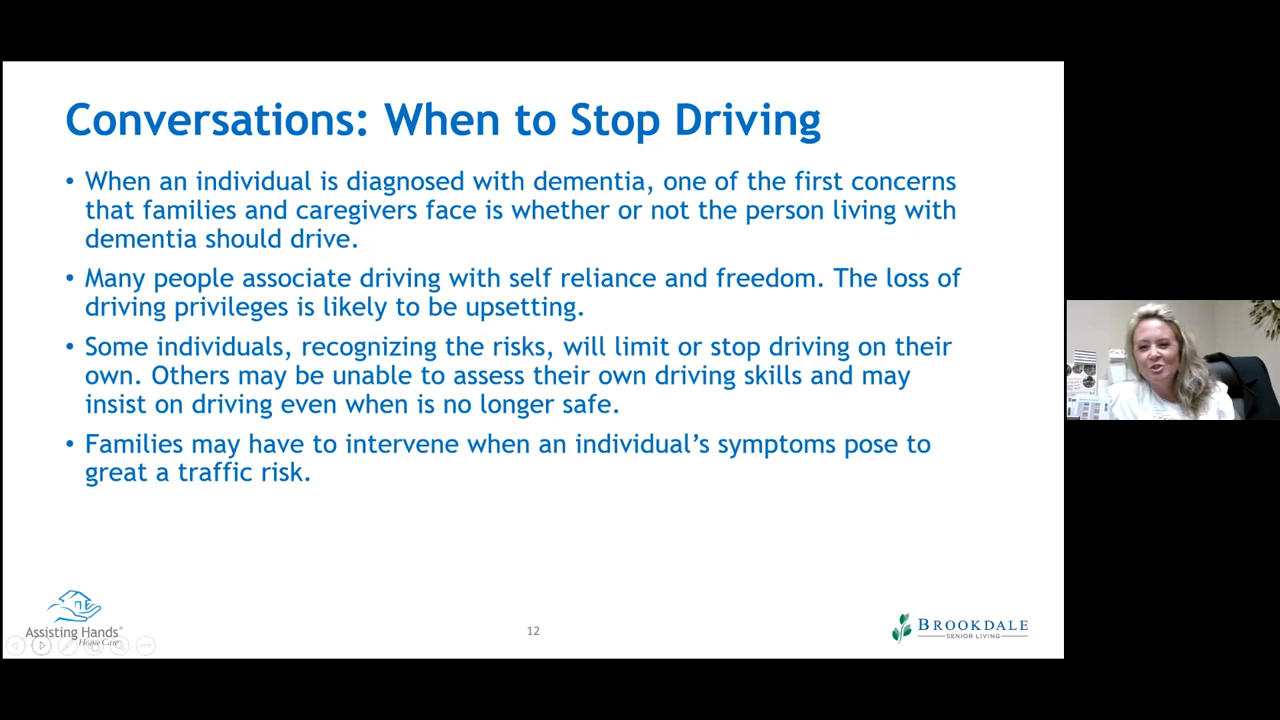 Conversations: When to Stop Driving
• When an individual is diagnosed with dementia, one of the first concerns
that families and caregivers face is whether or not the person living with
dementia should drive.
• Many people associate driving with self reliance and freedom. The loss of
driving privileges is likely to be upsetting.
• Some individuals, recognizing the risks, will limit or stop driving on their
own. Others may be unable to assess their own driving skills and may
insist on driving even when is no longer safe.
• Families may have to intervene when an individual’s symptoms pose to
great a traffic risk.
Assisting Hands®
Home Care
12
BROOKDALE
SENIOR LIVING